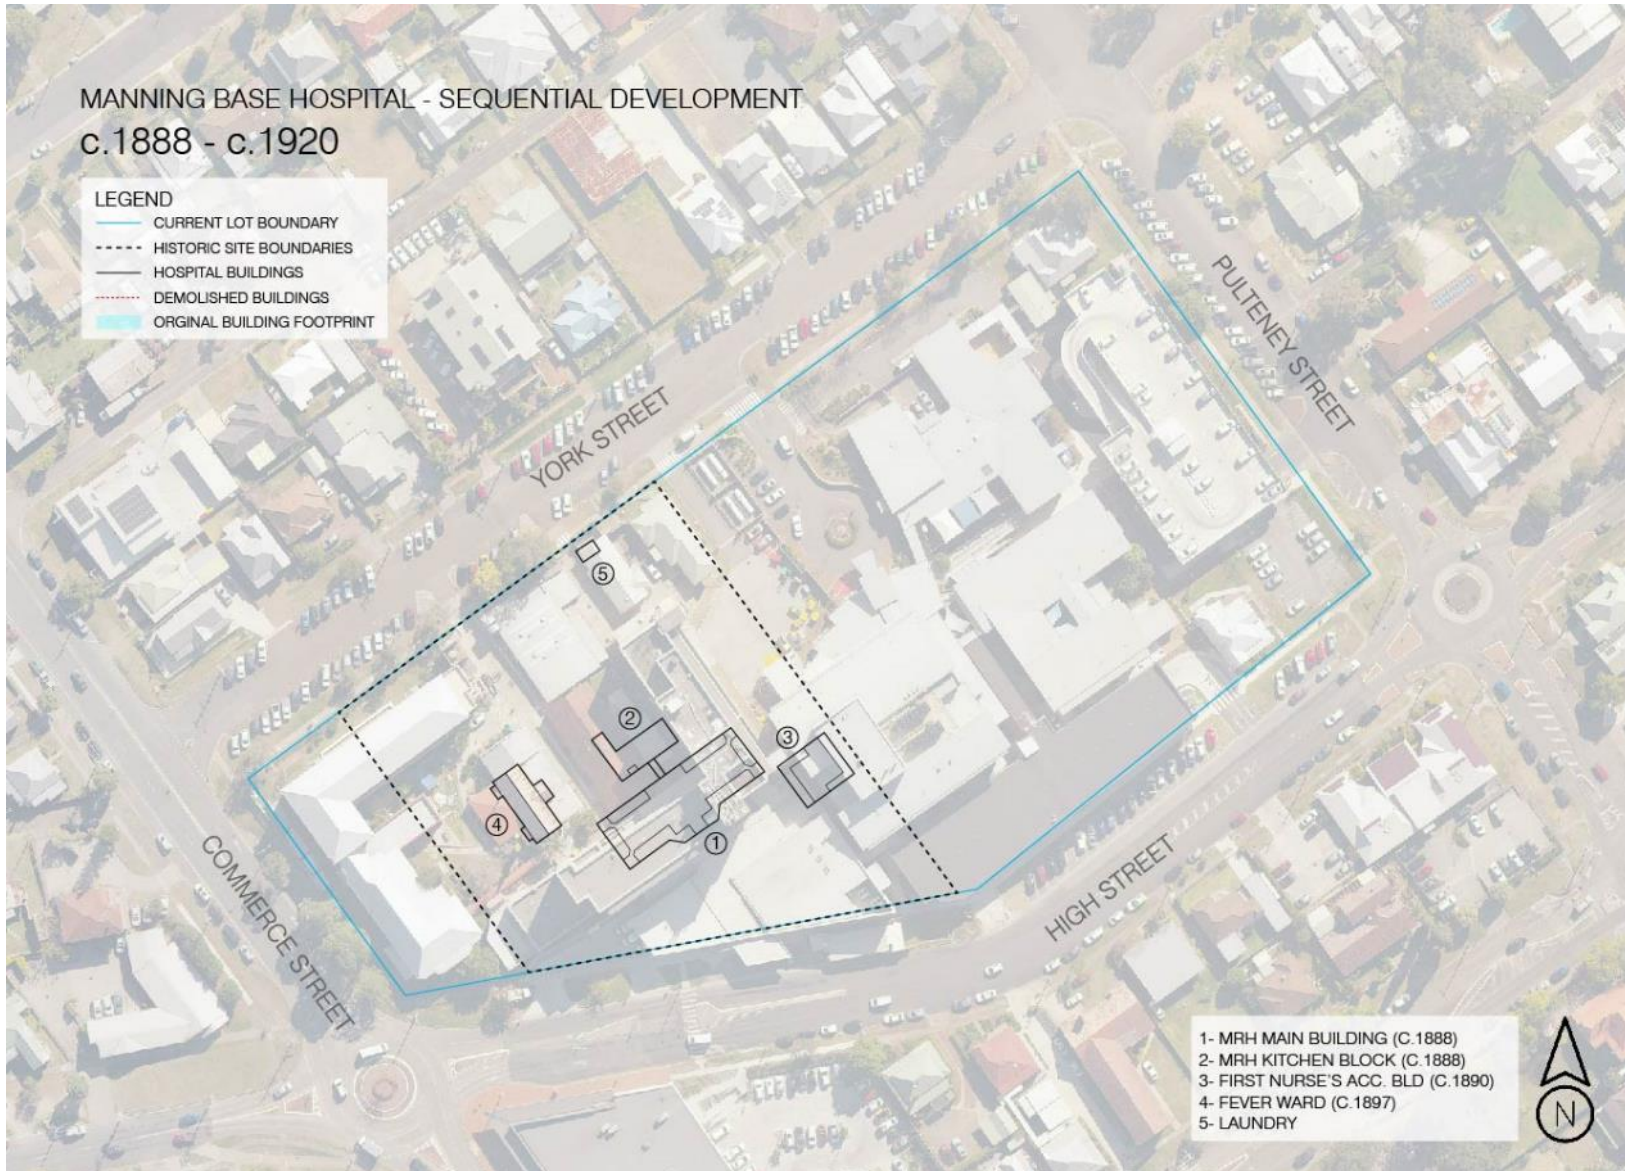 MANNING BASE HOSPITAL - SEQUENTIAL DEVELOPMENT
c.1888 - c.1920
LEGEND
CURRENT LOT BOUNDARY
HISTORIC SITE BOUNDARIES
HOSPITAL BUILDINGS
DEMOLISHED BUILDINGS
ORGINAL BUILDING FOOTPRINT
PULTENEY STREET
YORK STREET
5
2
3
4
1
COMMERCE STREET
HIGH STREET
1- MRH MAIN BUILDING (C.1888)
2- MRH KITCHEN BLOCK (C.1888)
3- FIRST NURSE'S ACC. BLD (C.1890)
4- FEVER WARD (C.1897)
5- LAUNDRY
N